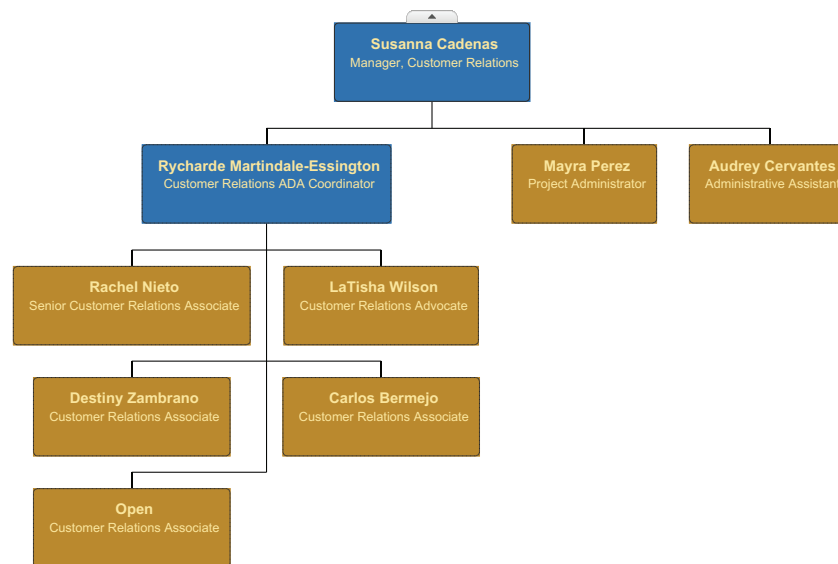 Susanna Cadenas
Manager, Customer Relations
Rycharde Martindale-Essington
Customer Relations ADA Coordinator
Mayra Perez
Project Administrator
Audrey Cervantes
Administrative Assistant
Rachel Nieto
Senior Customer Relations Associate
LaTisha Wilson
Customer Relations Advocate
Destiny Zambrano
Customer Relations Associate
Carlos Bermejo
Customer Relations Associate
Open
Customer Relations Associate